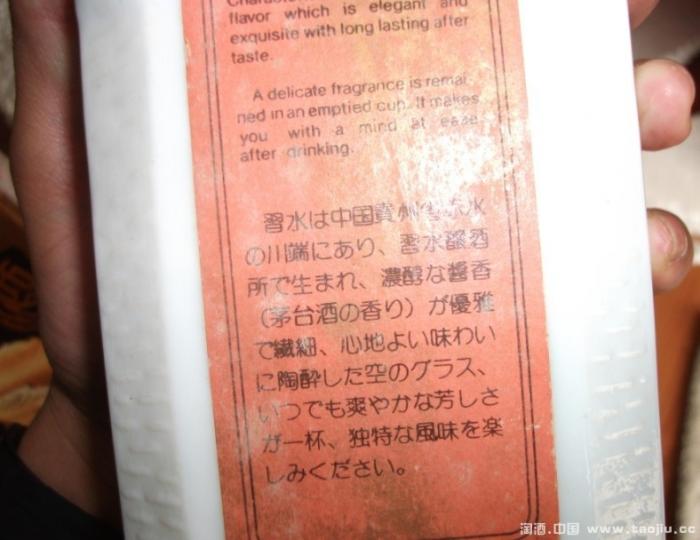 flavor which is elegant and
exquisite with long lasting after
taste.
A delicate fragrance is remai
ned in an emptied cup. It makes
you with a mind at ease
after drinking.
習水は中国貴州省赤水
の川端にあり、習水醸酒
所で生まれ、濃醇な醬香
(茅台酒の香り)が優雅
で繊細、心地よい味わい
に陶酔した空のグラス、
いつでも爽やかな芳しさ
が一杯、独特な風味を楽
しみください。
淘酒.中国 www.taojiu.cc